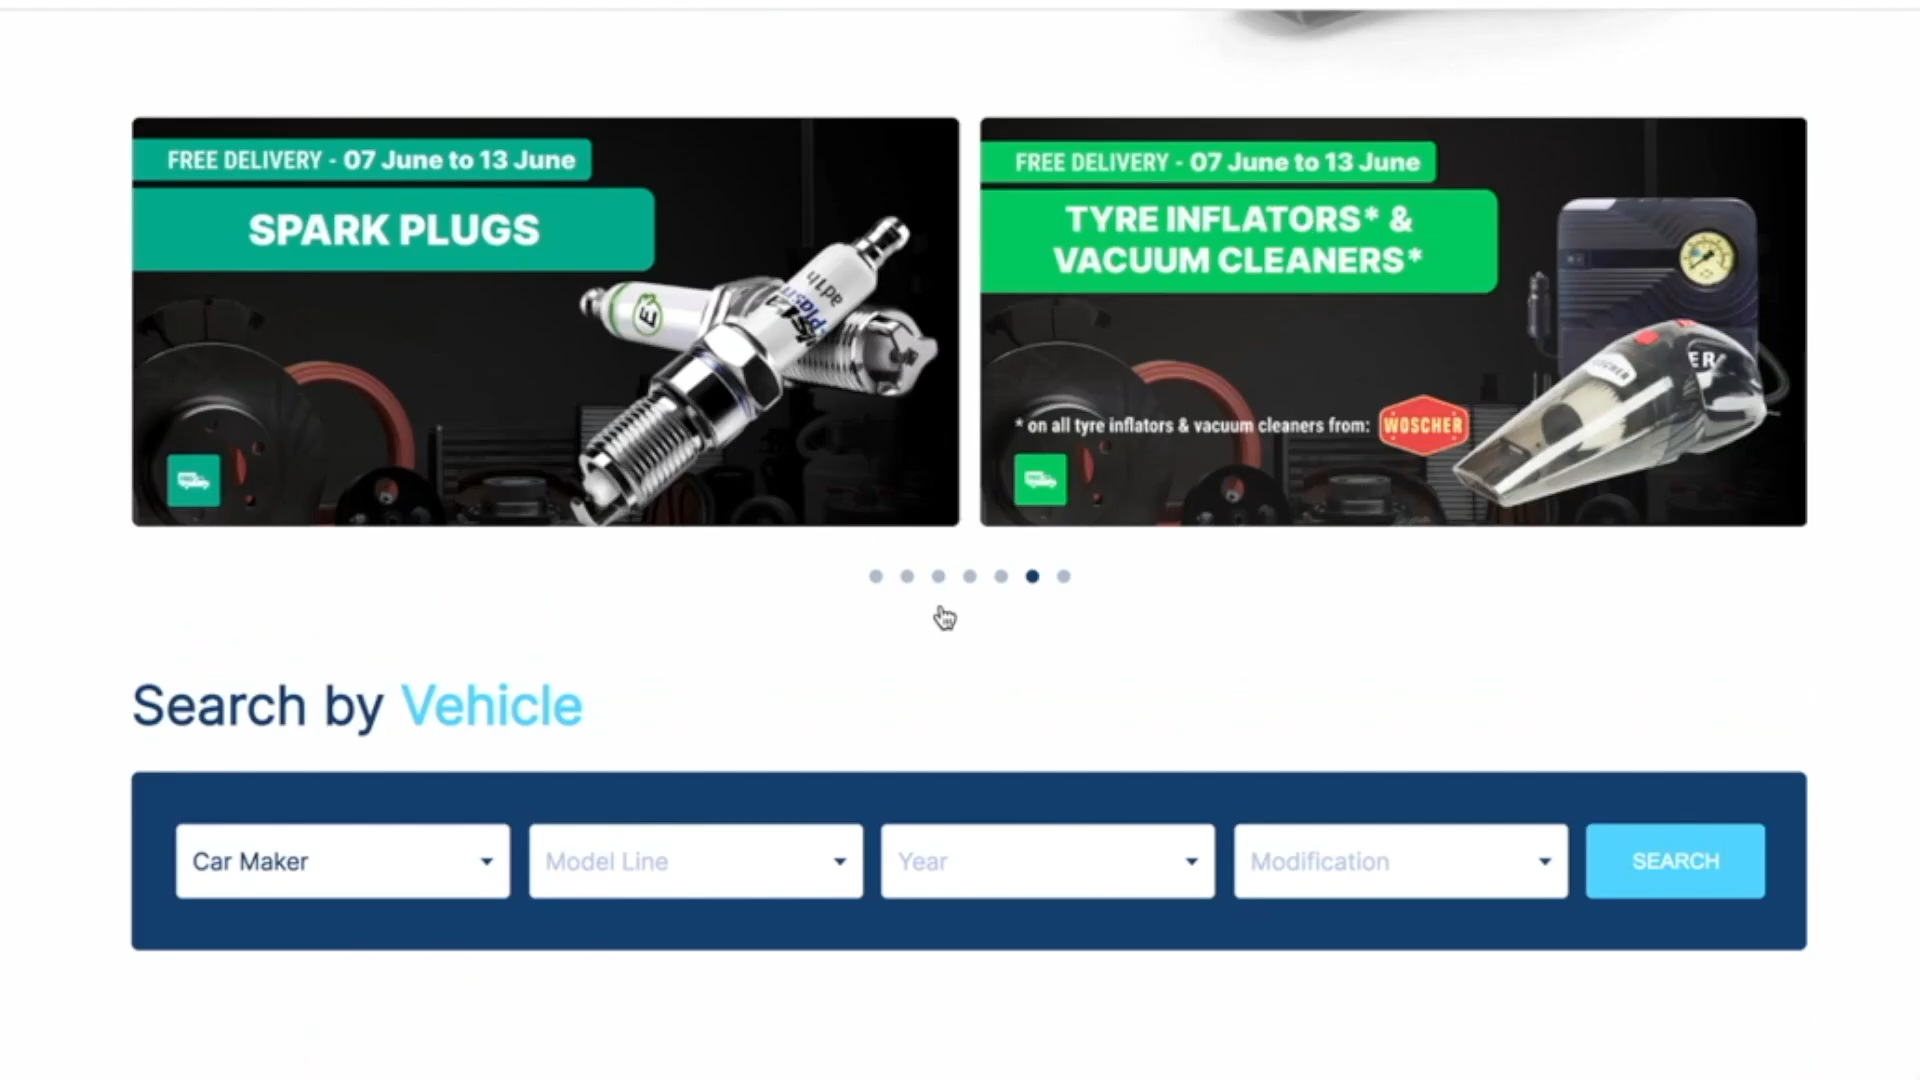 FREE DELIVERY - 07 June to 13 June
SPARK PLUGS
FREE DELIVERY - 07 June to 13 June
TYRE INFLATORS* &
VACUUM CLEANERS*
* on all tyre inflators & vacuum cleaners from:
WOSCHER
Search by Vehicle
Car Maker
Model Line
Year
Modification
SEARCH